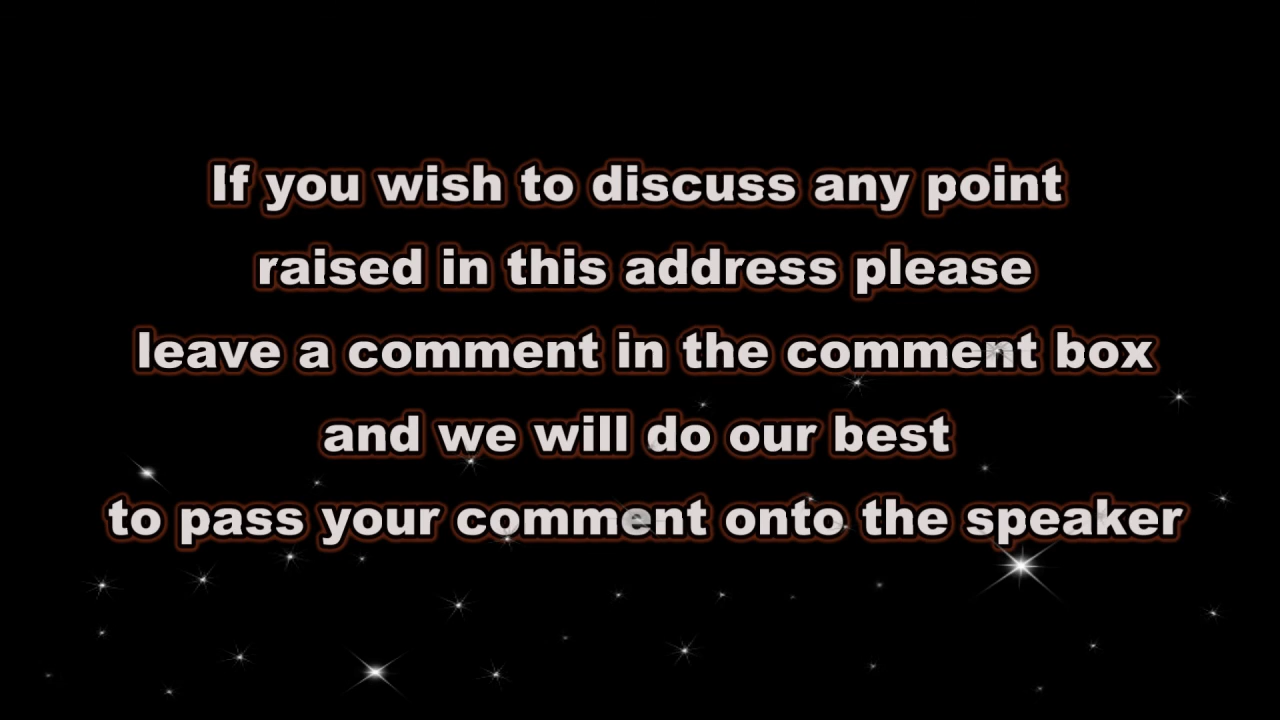 If you wish to discuss any point
raised in this address please
leave a comment in the comment box
and we will do our best
to pass your comment onto the speaker